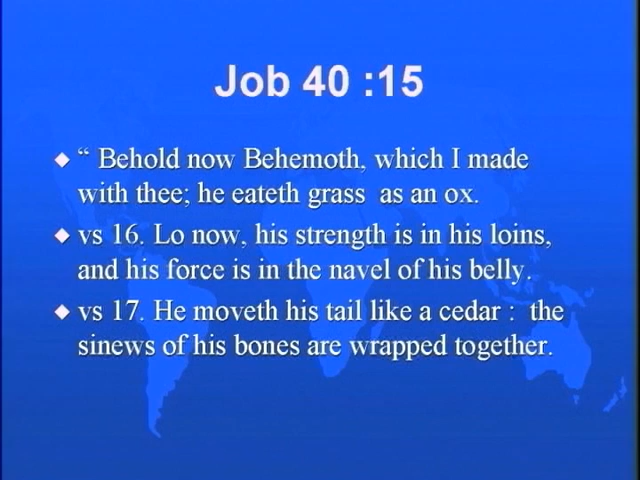 Job 40 :15
“ Behold now Behemoth, which I made
with thee; he eateth grass as an ox.
vs 16. Lo now, his strength is in his loins,
and his force is in the navel of his belly.
vs 17. He moveth his tail like a cedar : the
sinews of his bones are wrapped together.